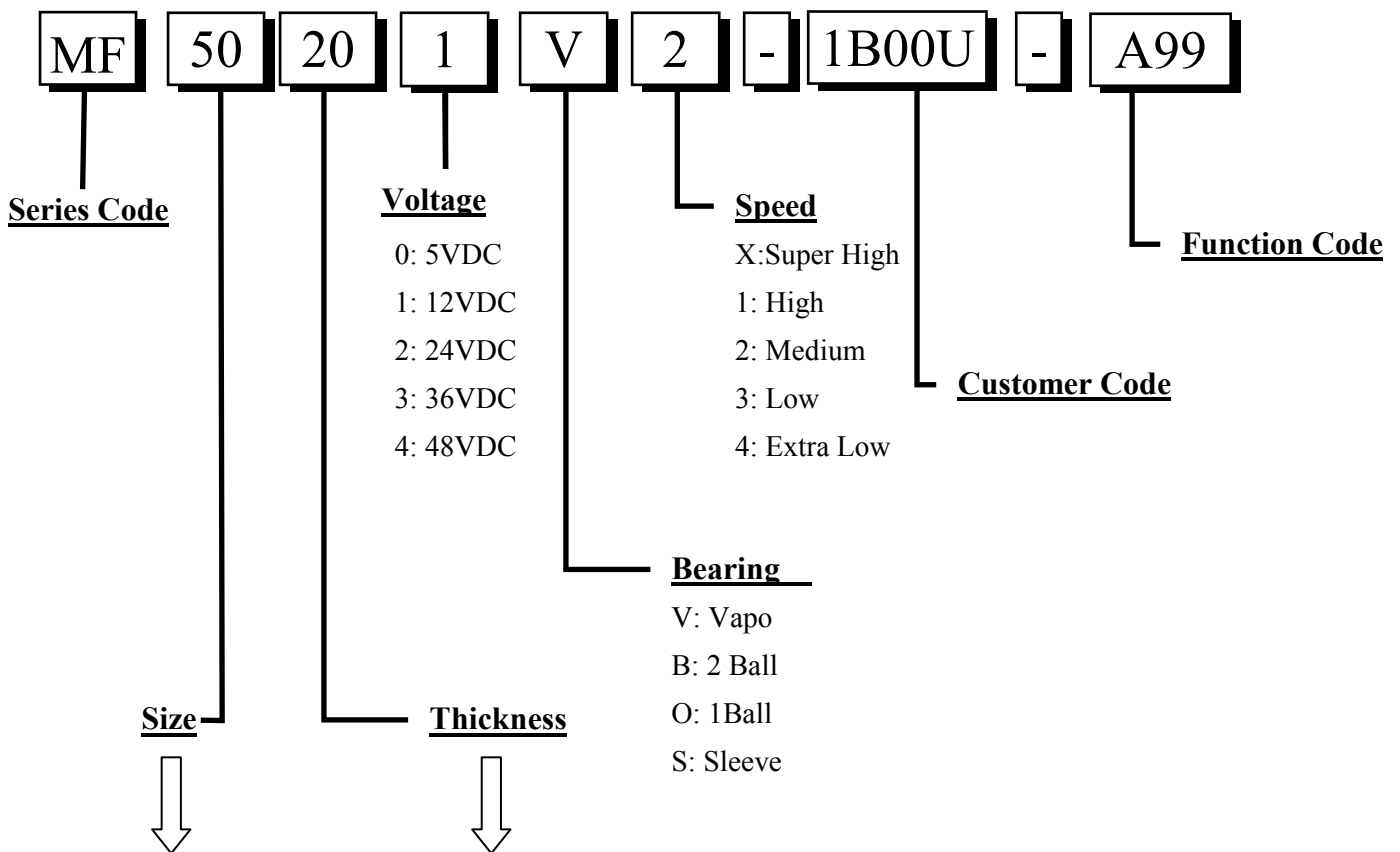 MF 50 20 1 V 2 - 1B00U - A99
Series Code
Voltage
0: 5VDC
1: 12VDC
2: 24VDC
3: 36VDC
4: 48VDC
Speed
X:Super High
1: High
2: Medium
3: Low
4: Extra Low
Function Code
Customer Code
Bearing
V: Vapo
B: 2 Ball
O: 1Ball
S: Sleeve
Size
Thickness